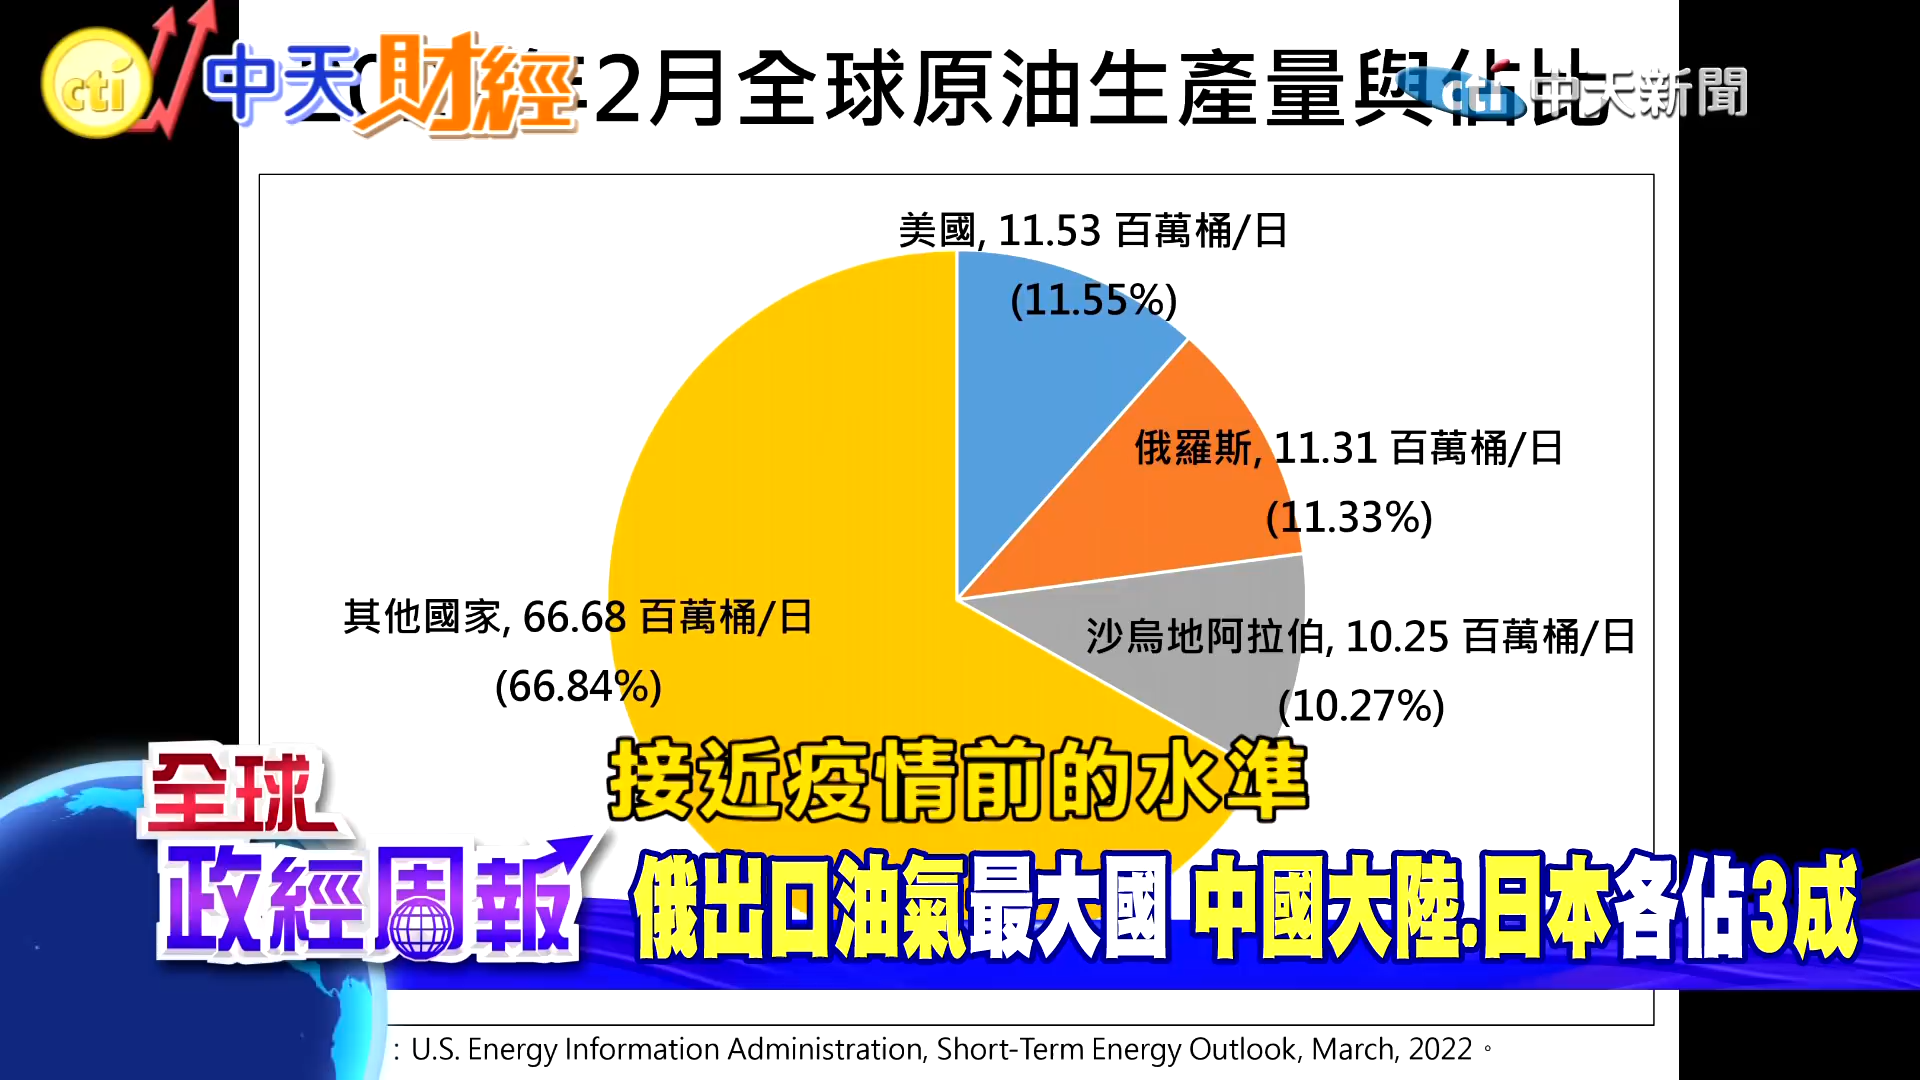 cti 中天財經
年2月全球原油生產量與佔比
cti 中天新聞
美國, 11.53 百萬桶/日
(11.55%)
俄羅斯, 11.31 百萬桶/日
(11.33%)
其他國家, 66.68 百萬桶/日
(66.84%)
沙烏地阿拉伯, 10.25 百萬桶/日
(10.27%)
接近疫情前的水準
全球
政經周報
俄出口油氣最大國 中國大陸.日本各佔3成
: U.S. Energy Information Administration, Short-Term Energy Outlook, March, 2022。